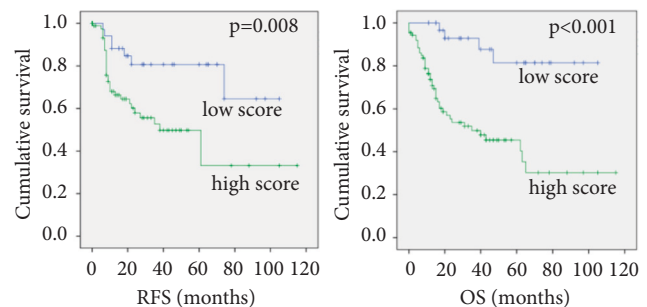 p=0.008
Cumulative survival
1.0
0.8
0.6
0.4
0.2
0.0
low score
high score
0 20 40 60 80 100 120
RFS (months)
p<0.001
Cumulative survival
1.0
0.8
0.6
0.4
0.2
0.0
low score
high score
0 20 40 60 80 100 120
OS (months)